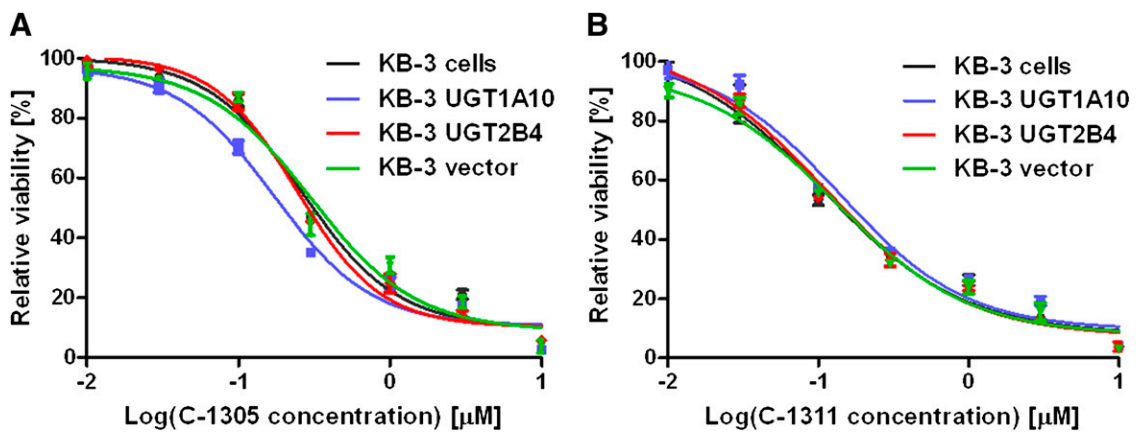 A
Relative viability [%]
100
80
60
40
20
0
-2
-1
0
1
Log(C-1305 concentration) [μM]
KB-3 cells
KB-3 UGT1A10
KB-3 UGT2B4
KB-3 vector
B
Relative viability [%]
100
80
60
40
20
0
-2
-1
0
1
Log(C-1311 concentration) [μM]
KB-3 cells
KB-3 UGT1A10
KB-3 UGT2B4
KB-3 vector